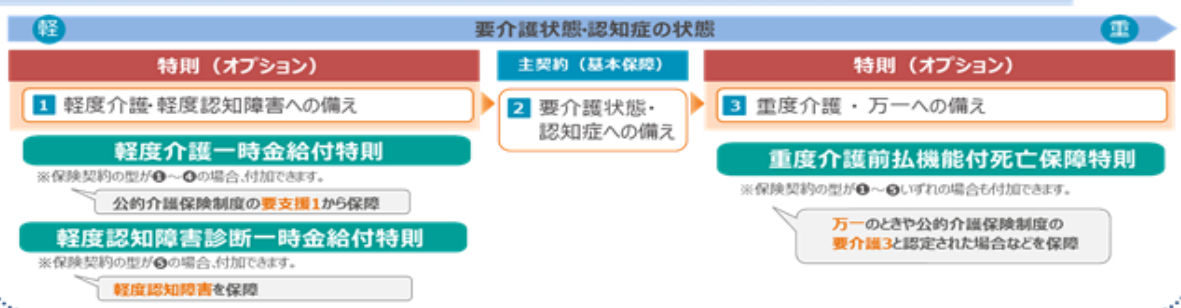 軽 要介護状態・認知症の状態 重
特則（オプション）
1 軽度介護・軽度認知障害への備え
軽度介護一時金給付特則
※保険契約の型が❶～❹の場合、付加できます。
公的介護保険制度の要支援1から保障
軽度認知障害診断一時金給付特則
※保険契約の型が❺の場合、付加できます。
軽度認知障害を保障
主契約（基本保障）
2 要介護状態・
認知症への備え
特則（オプション）
3 重度介護・万一への備え
重度介護前払機能付死亡保障特則
※保険契約の型が❶～❺いずれの場合も付加できます。
万一のときや公的介護保険制度の
要介護3と認定された場合などを保障